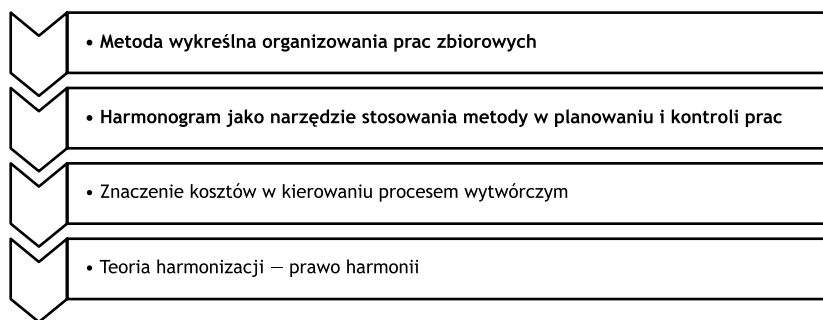 • Metoda wykreślna organizowania prac zbiorowych
• Harmonogram jako narzędzie stosowania metody w planowaniu i kontroli prac
• Znaczenie kosztów w kierowaniu procesem wytwórczym
• Teoria harmonizacji — prawo harmonii